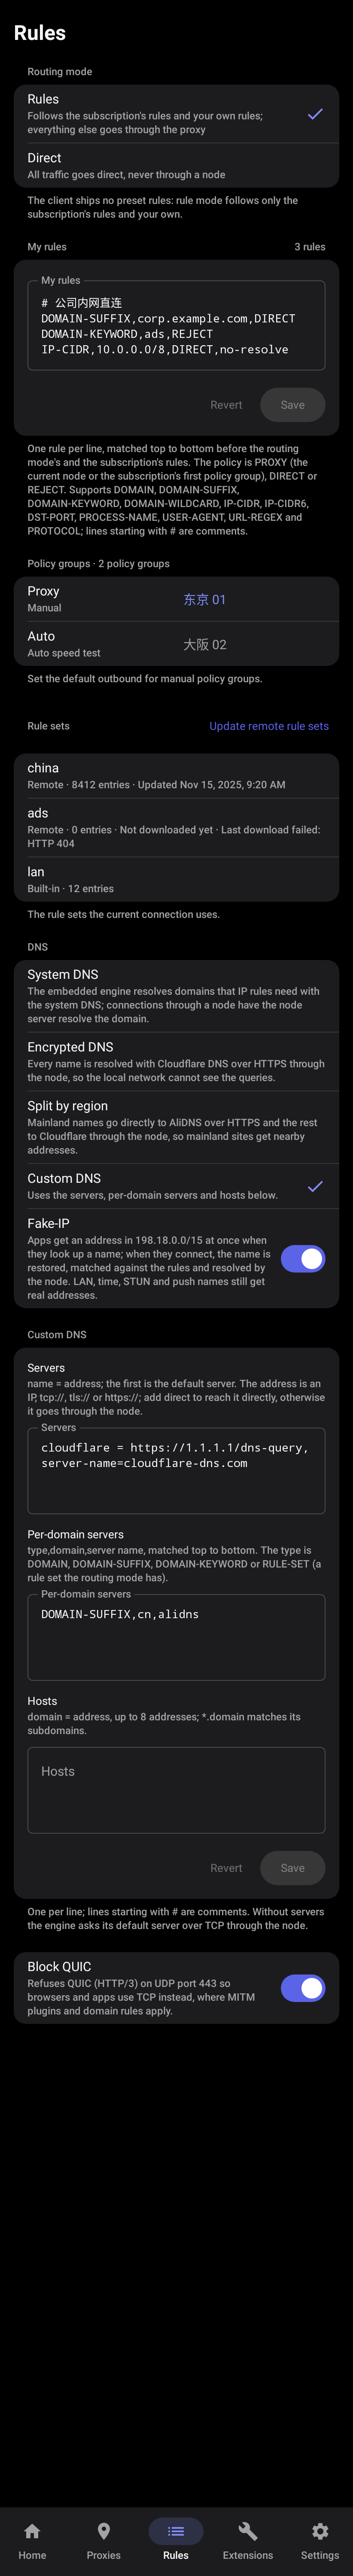 Rules
Routing mode
Rules
Follows the subscription's rules and your own rules;
everything else goes through the proxy
Direct
All traffic goes direct, never through a node
The client ships no preset rules: rule mode follows only the
subscription's rules and your own.
My rules
3 rules
My rules
# 公司内网直连
DOMAIN-SUFFIX,corp.example.com,DIRECT
DOMAIN-KEYWORD,ads,REJECT
IP-CIDR,10.0.0.0/8,DIRECT,no-resolve
Revert
Save
One rule per line, matched top to bottom before the routing
mode's and the subscription's rules. The policy is PROXY (the
current node or the subscription's first policy group), DIRECT or
REJECT. Supports DOMAIN, DOMAIN-SUFFIX,
DOMAIN-KEYWORD, DOMAIN-WILDCARD, IP-CIDR, IP-CIDR6,
DST-PORT, PROCESS-NAME, USER-AGENT, URL-REGEX and
PROTOCOL; lines starting with # are comments.
Policy groups · 2 policy groups
Proxy
Manual
东京 01
Auto
Auto speed test
大阪 02
Set the default outbound for manual policy groups.
Rule sets
Update remote rule sets
china
Remote · 8412 entries · Updated Nov 15, 2025, 9:20 AM
ads
Remote · 0 entries · Not downloaded yet · Last download failed:
HTTP 404
lan
Built-in · 12 entries
The rule sets the current connection uses.
DNS
System DNS
The embedded engine resolves domains that IP rules need with
the system DNS; connections through a node have the node
server resolve the domain.
Encrypted DNS
Every name is resolved with Cloudflare DNS over HTTPS through
the node, so the local network cannot see the queries.
Split by region
Mainland names go directly to AliDNS over HTTPS and the rest
to Cloudflare through the node, so mainland sites get nearby
addresses.
Custom DNS
Uses the servers, per-domain servers and hosts below.
Fake-IP
Apps get an address in 198.18.0.0/15 at once when
they look up a name; when they connect, the name is
restored, matched against the rules and resolved by
the node. LAN, time, STUN and push names still get
real addresses.
Custom DNS
Servers
name = address; the first is the default server. The address is an
IP, tcp://, tls:// or https://; add direct to reach it directly, otherwise
it goes through the node.
Servers
cloudflare = https://1.1.1.1/dns-query,
server-name=cloudflare-dns.com
Per-domain servers
type,domain,server name, matched top to bottom. The type is
DOMAIN, DOMAIN-SUFFIX, DOMAIN-KEYWORD or RULE-SET (a
rule set the routing mode has).
Per-domain servers
DOMAIN-SUFFIX,cn,alidns
Hosts
domain = address, up to 8 addresses; *.domain matches its
subdomains.
Hosts
Revert
Save
One per line; lines starting with # are comments. Without servers
the engine asks its default server over TCP through the node.
Block QUIC
Refuses QUIC (HTTP/3) on UDP port 443 so
browsers and apps use TCP instead, where MITM
plugins and domain rules apply.
Home
Proxies
Rules
Extensions
Settings